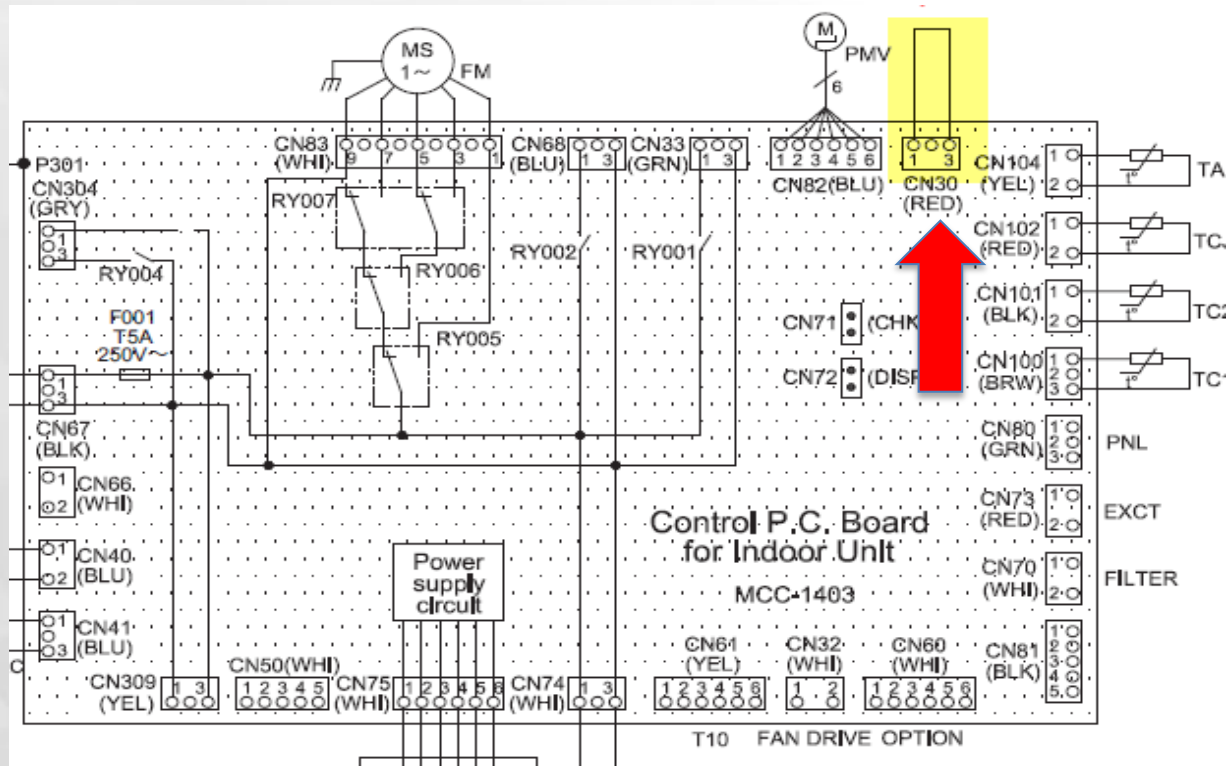 MS
1~
FM
M
PMV
6
P301
CN304
(GRY)
1
3
RY004
F001
T5A
250V~
1
3
CN67
(BLK)
1
2
CN66
(WHI)
1
2
CN40
(BLU)
1
3
CN41
(BLU)
C
CN83
(WHI)
9 7 5 3 1
RY007
RY006
RY005
CN68
(BLU)
1 3
RY002
CN33
(GRN)
1 3
RY001
1 2 3 4 5 6
CN82(BLU)
1 3
CN30
(RED)
CN71
(CHK
CN72
(DISP
CN104
(YEL)
1
2
t°
TA
CN102
(RED)
1
2
t°
CN101
(BLK)
1
2
t°
TC2
CN100
(BRW)
1
2
3
t°
TC1
CN80
(GRN)
1
2
3
PNL
CN73
(RED)
1
2
EXCT
CN70
(WHI)
1
2
FILTER
CN81
(BLK)
1
2
3
4
5
Control P.C. Board
for Indoor Unit
MCC-1403
Power
supply
circuit
CN309
(YEL)
1 3
CN50(WHI)
1 2 3 4 5
CN75
(WHI)
1 2 3 4 5 6
CN74
(WHI)
1 3
CN61
(YEL)
1 2 3 4 5 6
T10
CN32
(WHI)
1 2
FAN DRIVE
CN60
(WHI)
1 2 3 4 5 6
OPTION